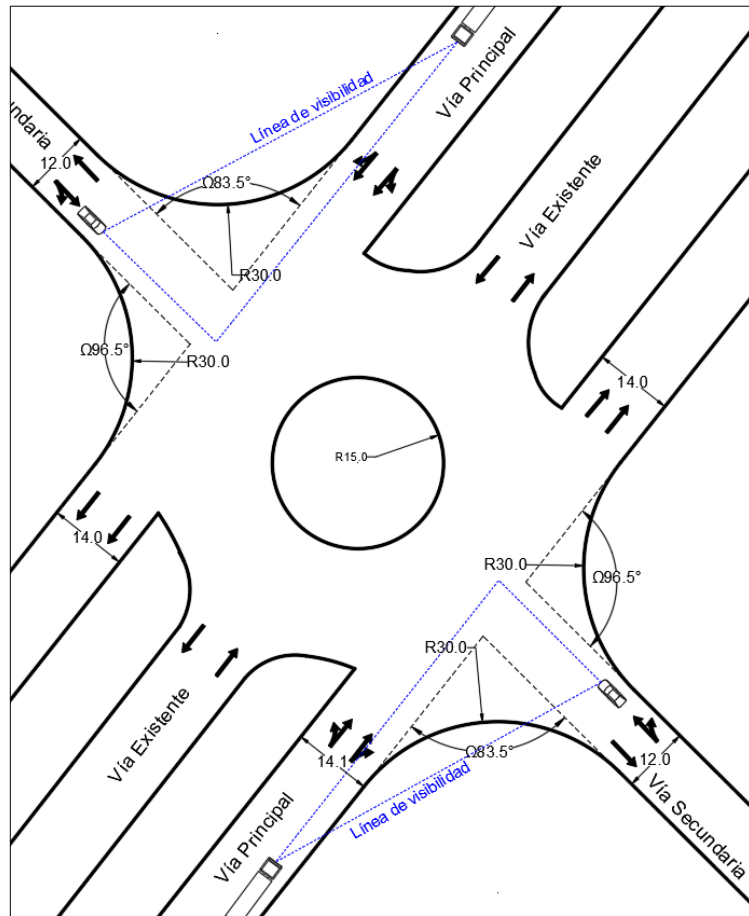 Línea de visibilidad
Vía Principal
undaria
12.0
Ω83.5°
Vía Existente
R30.0
Ω96.5°
R30.0
14.0
R15.0
14.0
R30.0
Ω96.5°
R30.0
Vía Existente
14.1
Ω83.5°
12.0
Línea de visibilidad
Vía Principal
Vía Secundaria